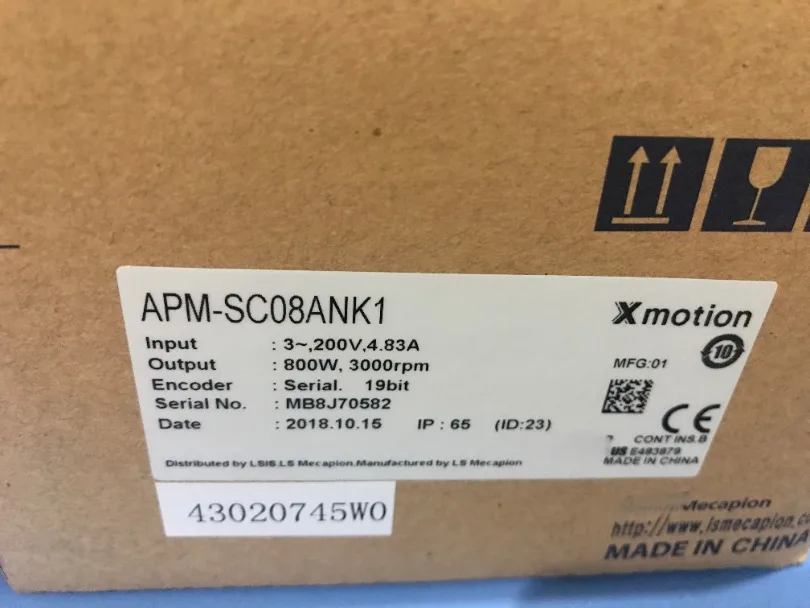 APM-SC08ANK1
Xmotion
Input : 3~,200V,4.83A
Output : 800W, 3000rpm
Encoder : Serial. 19bit
Serial No. : MB8J70582
Date : 2018.10.15 IP : 65 (ID:23)
MFG:01
10
CE
CONT INS.B
US E483879
MADE IN CHINA
Distributed by LSIS.LS Mecapion.Manufactured by LS Mecapion
43020745W0
Mecapion
http://www.lsmecapion.c
MADE IN CHINA